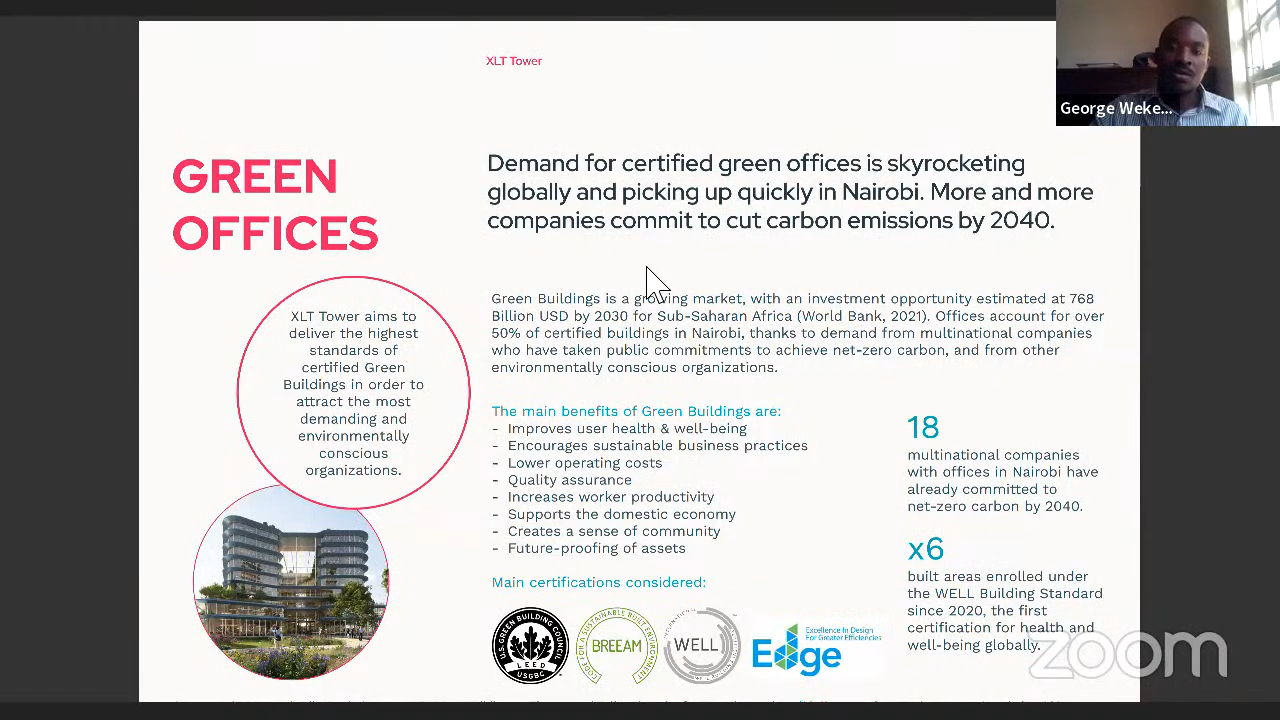 XLT Tower
George Weke...
GREEN
OFFICES
Demand for certified green offices is skyrocketing
globally and picking up quickly in Nairobi. More and more
companies commit to cut carbon emissions by 2040.
XLT Tower aims to
deliver the highest
standards of
certified Green
Buildings in order to
attract the most
demanding and
environmentally
conscious
organizations.
Green Buildings is a growing market, with an investment opportunity estimated at 768
Billion USD by 2030 for Sub-Saharan Africa (World Bank, 2021). Offices account for over
50% of certified buildings in Nairobi, thanks to demand from multinational companies
who have taken public commitments to achieve net-zero carbon, and from other
environmentally conscious organizations.
The main benefits of Green Buildings are:
- Improves user health & well-being
- Encourages sustainable business practices
- Lower operating costs
- Quality assurance
- Increases worker productivity
- Supports the domestic economy
- Creates a sense of community
- Future-proofing of assets
18
multinational companies
with offices in Nairobi have
already committed to
net-zero carbon by 2040.
x6
built areas enrolled under
the WELL Building Standard
since 2020, the first
certification for health and
well-being globally.
Main certifications considered:
U.S. GREEN BUILDING COUNCIL
LEED
USGBC
BREEAM
WELL
Edge
Excellence In Design
For Greater Efficiencies
zoom